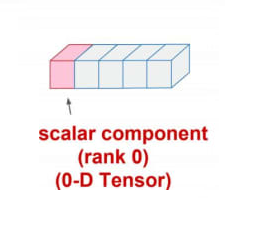 scalar component
(rank 0)
(0-D Tensor)